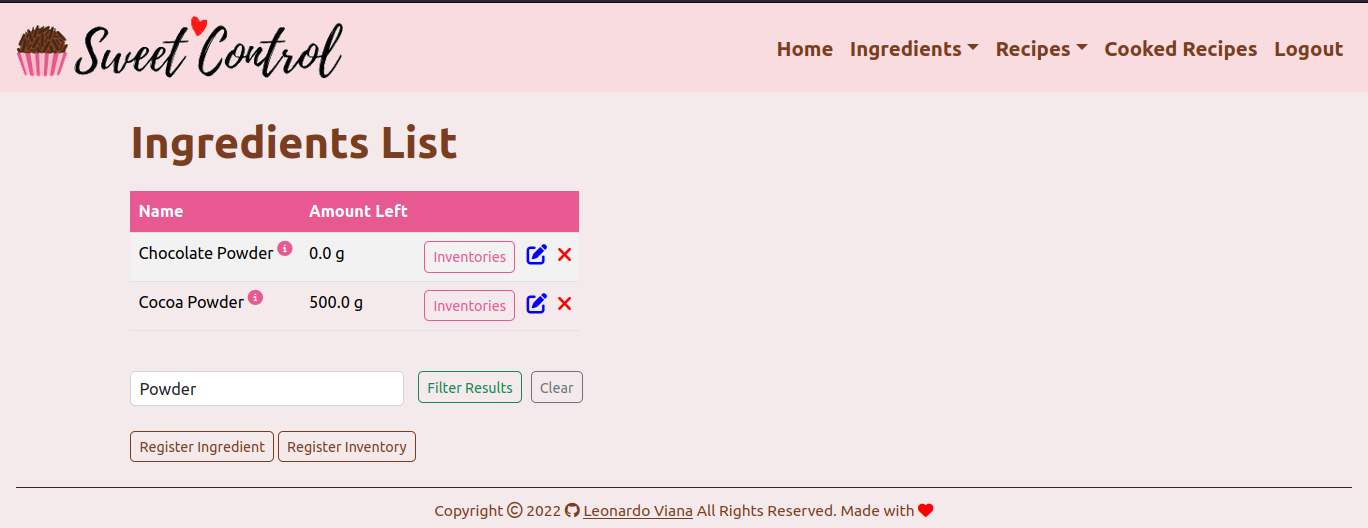 Sweet Control
Home Ingredients Recipes Cooked Recipes Logout
Ingredients List
Name Amount Left
Chocolate Powder 0.0 g Inventories
Cocoa Powder 500.0 g Inventories
Powder Filter Results Clear
Register Ingredient Register Inventory
Copyright © 2022 Leonardo Viana All Rights Reserved. Made with